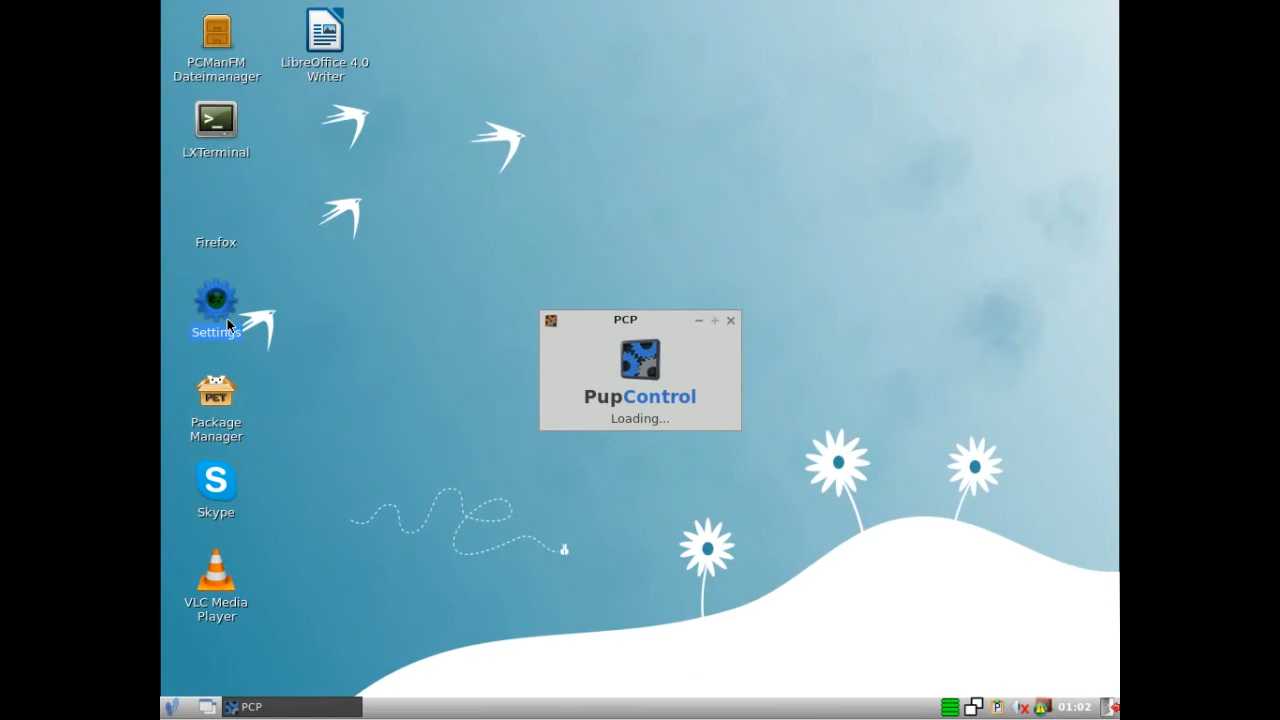 PCManFM
Dateimanager
LibreOffice 4.0
Writer
LXTerminal
Firefox
Settings
PCP
PupControl
Loading...
PET
Package
Manager
S
Skype
VLC Media
Player
PCP
P
01:02